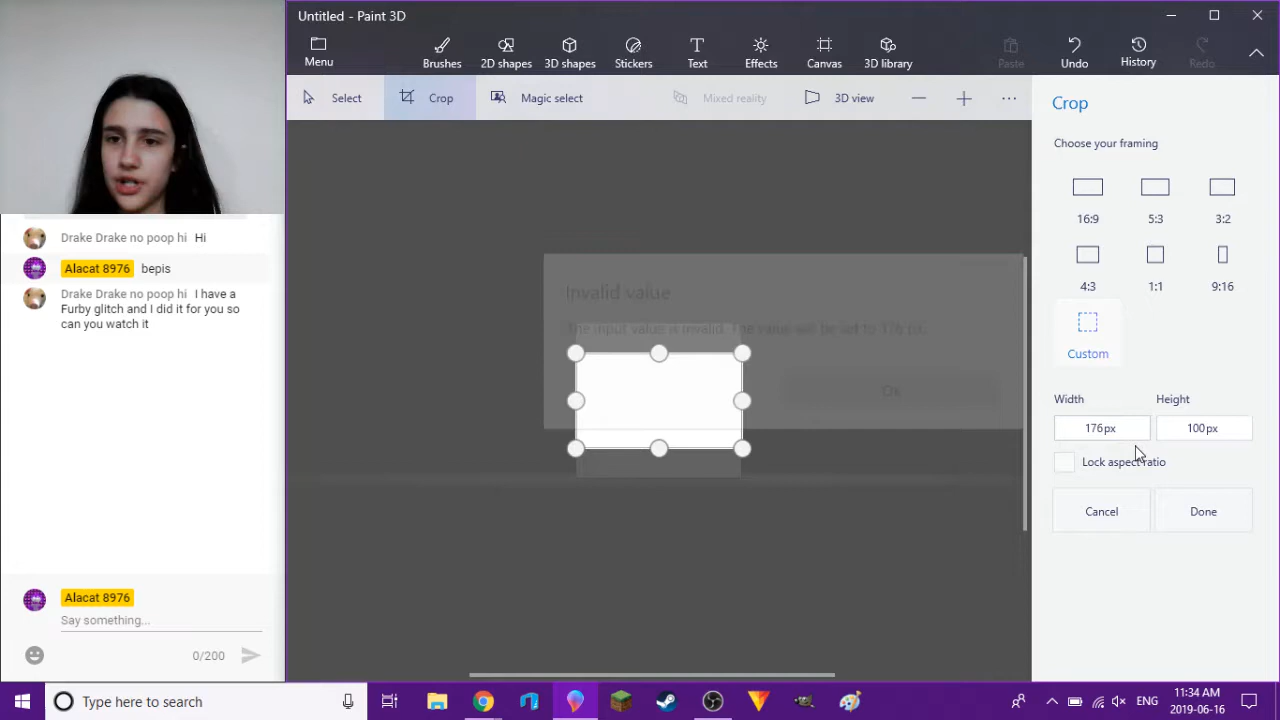 Untitled - Paint 3D
Menu
Brushes
2D shapes
3D shapes
Stickers
Text
Effects
Canvas
3D library
Paste
Undo
History
Redo
Select
Crop
Magic select
Mixed reality
3D view
Crop
Choose your framing
16:9
5:3
3:2
4:3
1:1
9:16
Custom
Width
Height
176px
100px
Lock aspect ratio
Cancel
Done
Invalid value
The input value is invalid. The value will be set to 176 px.
Ok
Drake Drake no poop hi Hi
Alacat 8976 bepis
Drake Drake no poop hi I have a
Furby glitch and I did it for you so
can you watch it
Alacat 8976
Say something...
0/200
Type here to search
ENG
11:34 AM
2019-06-16